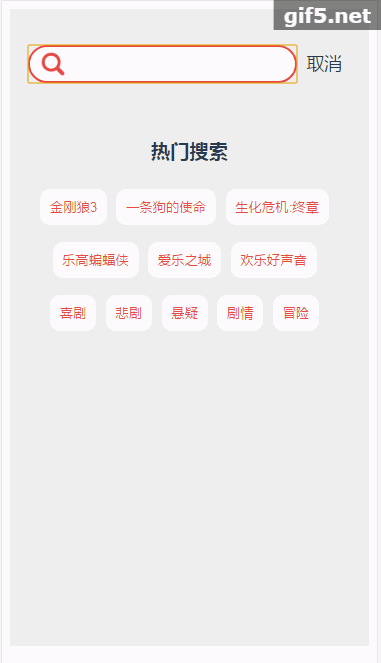 gif5.net
取消
热门搜索
金刚狼3 一条狗的使命 生化危机:终章
乐高蝙蝠侠 爱乐之城 欢乐好声音
喜剧 悲剧 悬疑 剧情 冒险